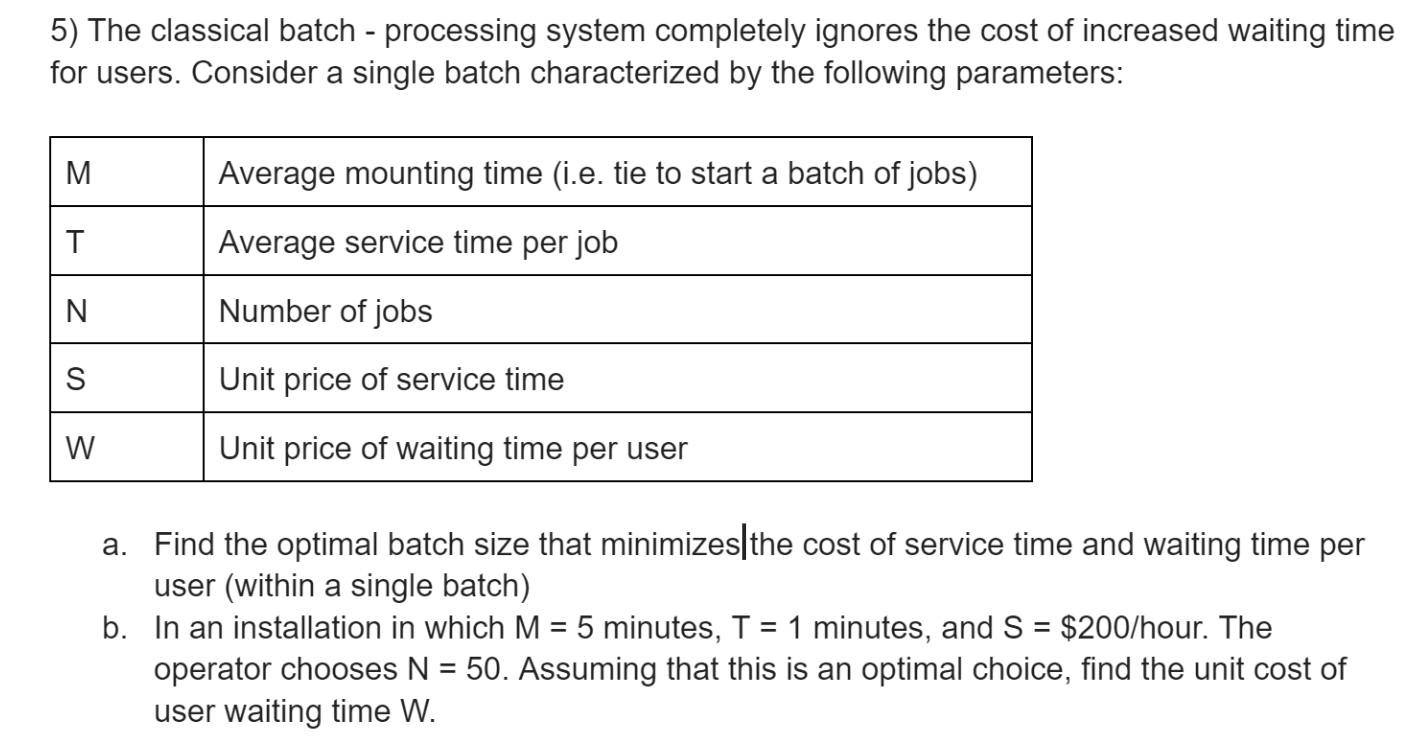 5) The classical batch - processing system completely ignores the cost of increased waiting time
for users. Consider a single batch characterized by the following parameters:
M Average mounting time (i.e. tie to start a batch of jobs)
T Average service time per job
N Number of jobs
S Unit price of service time
W Unit price of waiting time per user
a. Find the optimal batch size that minimizes the cost of service time and waiting time per
user (within a single batch)
b. In an installation in which M = 5 minutes, T = 1 minutes, and S = $200/hour. The
operator chooses N = 50. Assuming that this is an optimal choice, find the unit cost of
user waiting time W.